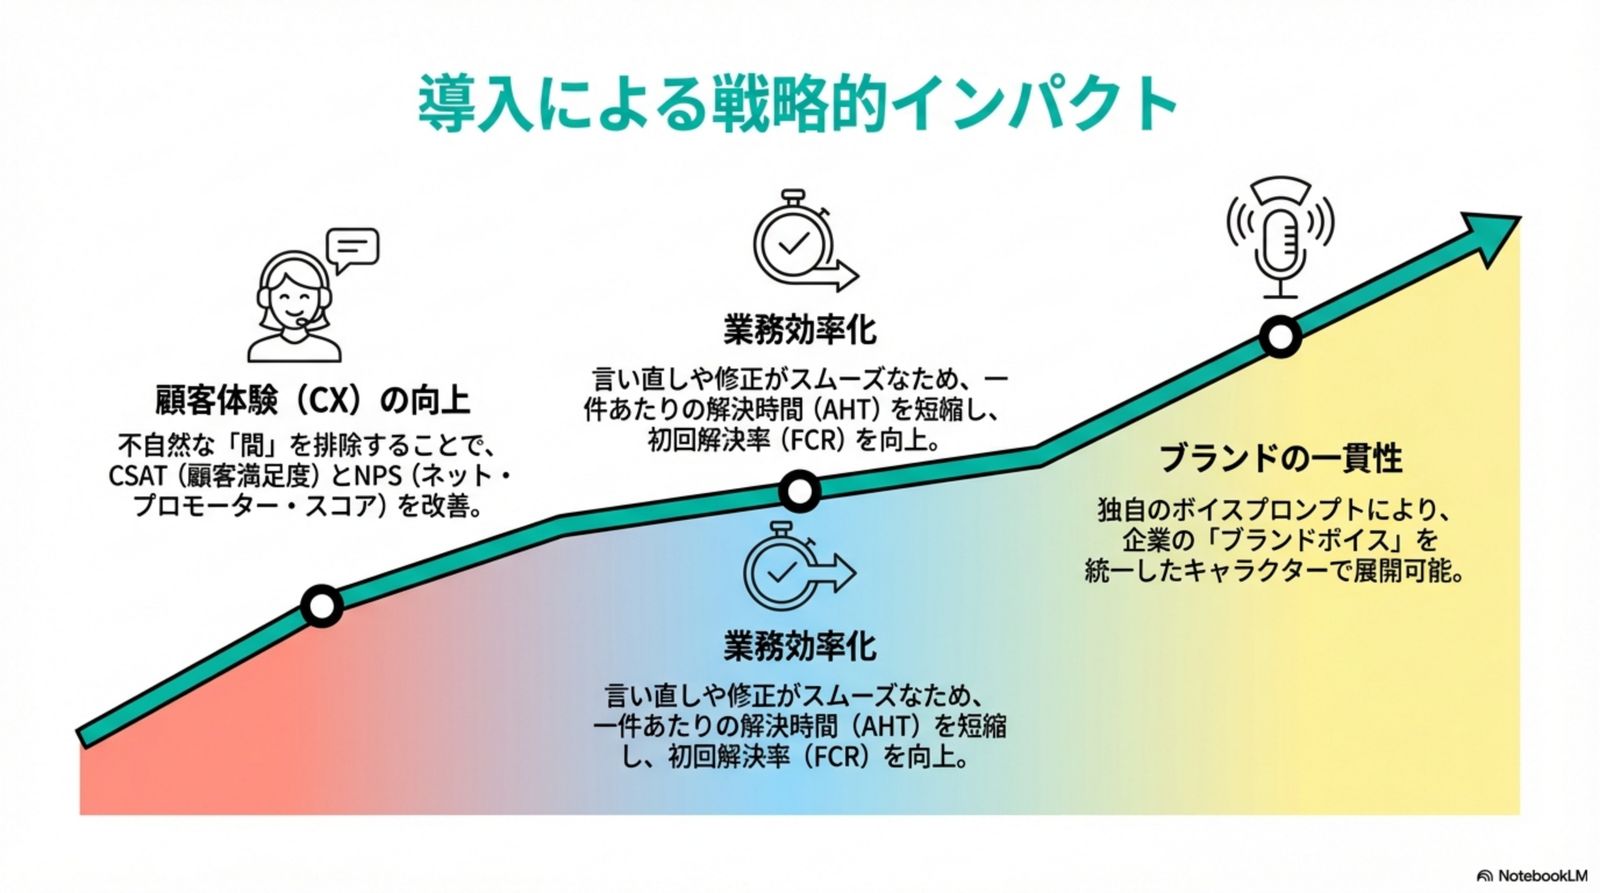 導入による戦略的インパクト
顧客体験（CX）の向上
不自然な「間」を排除することで、
CSAT（顧客満足度）とNPS（ネット・
プロモーター・スコア）を改善。
業務効率化
言い直しや修正がスムーズなため、一
件あたりの解決時間（AHT）を短縮し、
初回解決率（FCR）を向上。
業務効率化
言い直しや修正がスムーズなため、
一件あたりの解決時間（AHT）を短縮
し、初回解決率（FCR）を向上。
ブランドの一貫性
独自のボイスプロンプトにより、
企業の「ブランドボイス」を
統一したキャラクターで展開可能。
NotebookLM